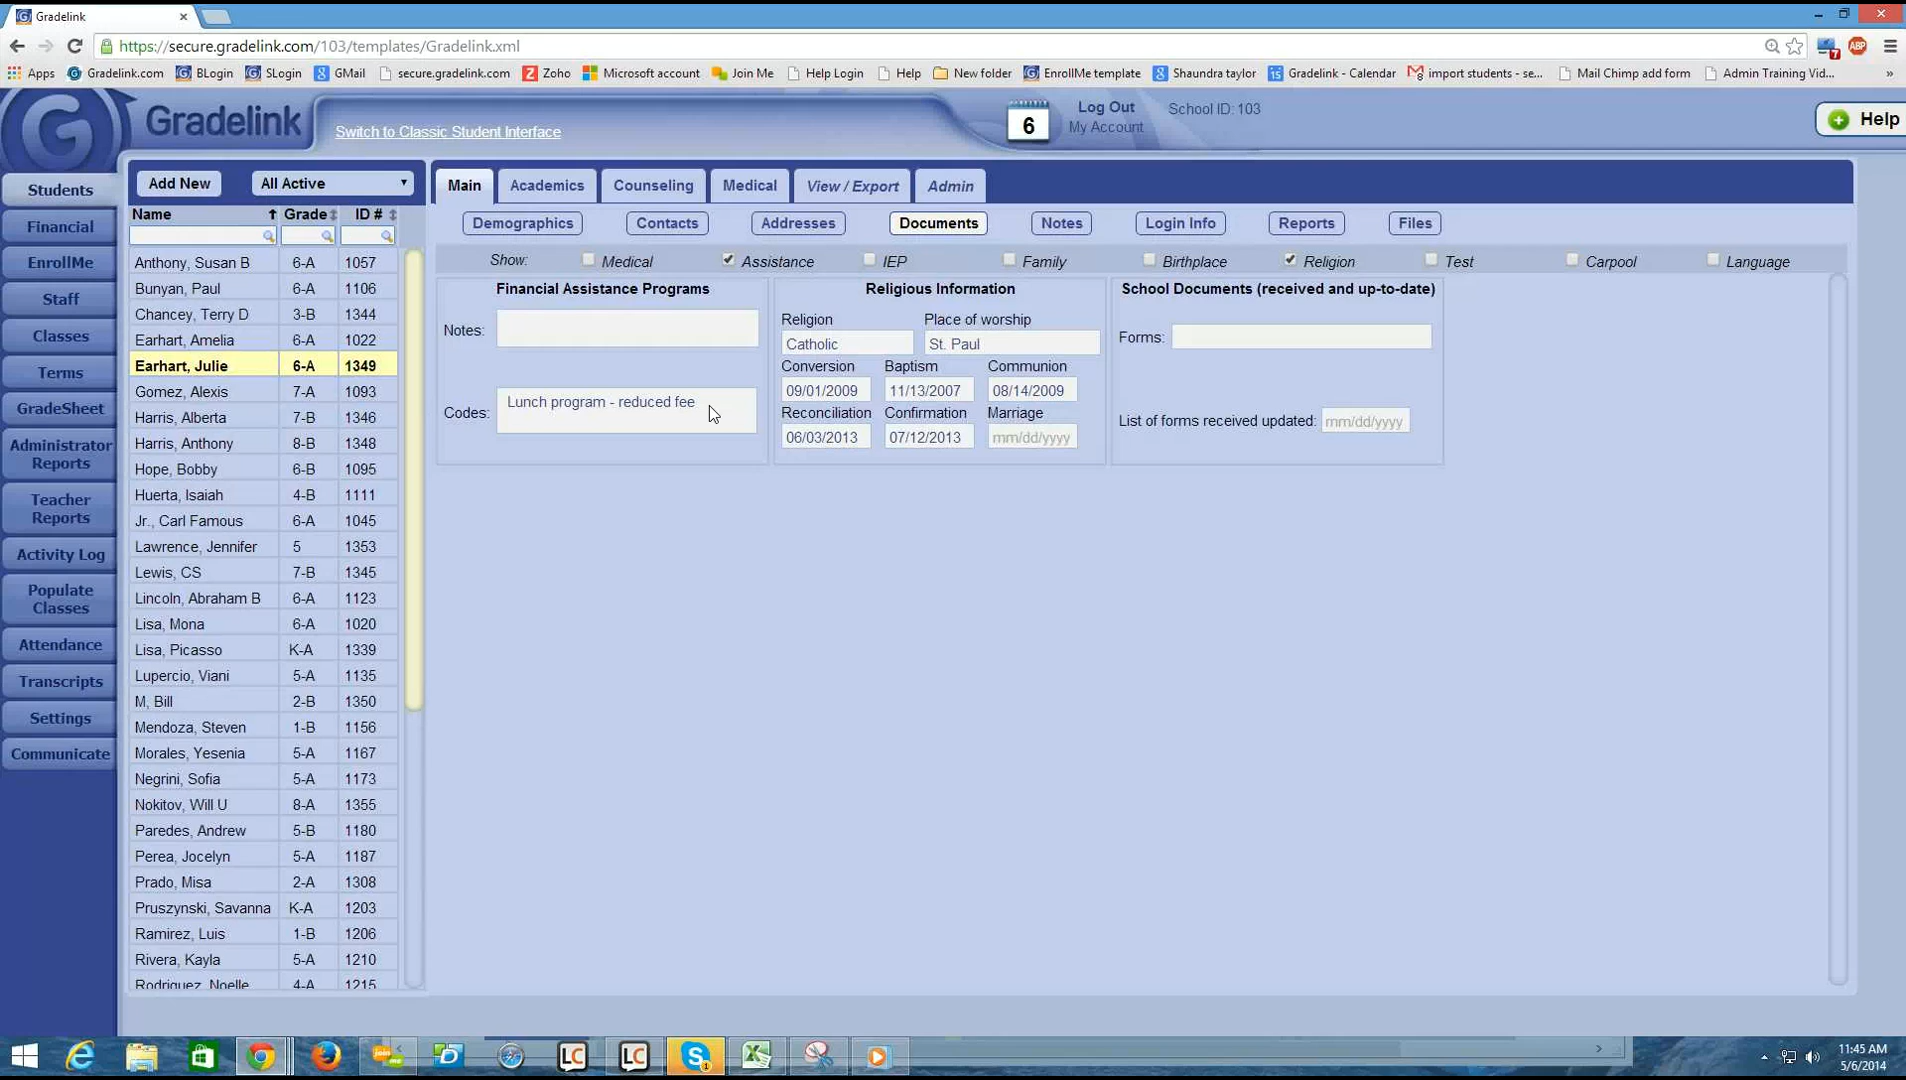 Gradelink
https://secure.gradelink.com/103/templates/Gradelink.xml
7
ABP
Apps
Gradelink.com
BLogin
SLogin
GMail
secure.gradelink.com
Zoho
Microsoft account
Join Me
Help Login
Help
New folder
EnrollMe template
Shaundra taylor
Gradelink - Calendar
import students - se...
Mail Chimp add form
Admin Training Vid...
Gradelink
Switch to Classic Student Interface
6
Log Out
My Account
School ID: 103
Help
Students
Financial
EnrollMe
Staff
Classes
Terms
GradeSheet
Administrator
Reports
Teacher
Reports
Activity Log
Populate
Classes
Attendance
Transcripts
Settings
Communicate
Add New
All Active
Name Grade ID #
Anthony, Susan B 6-A 1057
Bunyan, Paul 6-A 1106
Chancey, Terry D 3-B 1344
Earhart, Amelia 6-A 1022
Earhart, Julie 6-A 1349
Gomez, Alexis 7-A 1093
Harris, Alberta 7-B 1346
Harris, Anthony 8-B 1348
Hope, Bobby 6-B 1095
Huerta, Isaiah 4-B 1111
Jr., Carl Famous 6-A 1045
Lawrence, Jennifer 5 1353
Lewis, CS 7-B 1345
Lincoln, Abraham B 6-A 1123
Lisa, Mona 6-A 1020
Lisa, Picasso K-A 1339
Lupercio, Viani 5-A 1135
M, Bill 2-B 1350
Mendoza, Steven 1-B 1156
Morales, Yesenia 5-A 1167
Negrini, Sofia 5-A 1173
Nokitov, Will U 8-A 1355
Paredes, Andrew 5-B 1180
Perea, Jocelyn 5-A 1187
Prado, Misa 2-A 1308
Pruszynski, Savanna K-A 1203
Ramirez, Luis 1-B 1206
Rivera, Kayla 5-A 1210
Rodriguez, Noelle 4-A 1215
Main Academics Counseling Medical View / Export Admin
Demographics Contacts Addresses Documents Notes Login Info Reports Files
Show: Medical Assistance IEP Family Birthplace Religion Test Carpool Language
Financial Assistance Programs
Notes:
Codes: Lunch program - reduced fee
Religious Information
Religion Place of worship
Catholic St. Paul
Conversion Baptism Communion
09/01/2009 11/13/2007 08/14/2009
Reconciliation Confirmation Marriage
06/03/2013 07/12/2013 mm/dd/yyyy
School Documents (received and up-to-date)
Forms:
List of forms received updated: mm/dd/yyyy
LC
LC
11:45 AM
5/6/2014